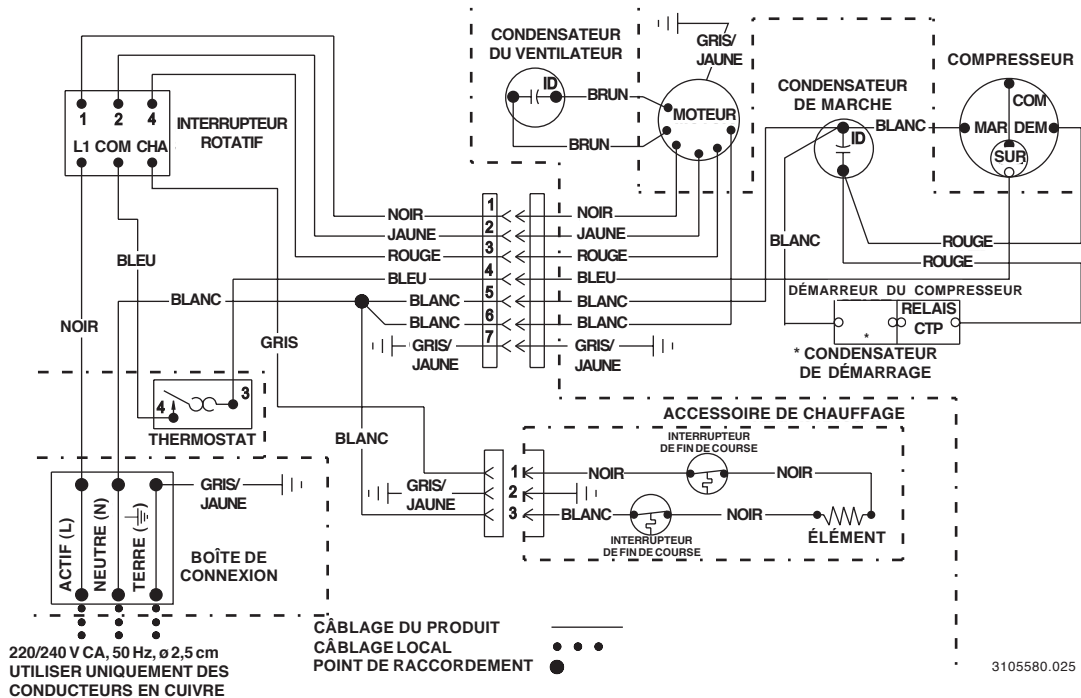 CONDENSATEUR
DU VENTILATEUR
ID
BRUN
BRUN
GRIS/
JAUNE
MOTEUR
CONDENSATEUR
DE MARCHE
ID
BLANC
COMPRESSEUR
COM
MAR DEM
SUR
1 2 4
L1 COM CHA
INTERRUPTEUR
ROTATIF
NOIR
JAUNE
ROUGE
BLEU
BLANC
BLANC
BLANC
GRIS/
JAUNE
1
2
3
4
5
6
7
NOIR
JAUNE
ROUGE
BLEU
BLANC
BLANC
GRIS/
JAUNE
BLANC
ROUGE
ROUGE
DÉMARREUR DU COMPRESSEUR
RELAIS
CTP
*
* CONDENSATEUR
DE DÉMARRAGE
BLEU
NOIR
GRIS
4
3
THERMOSTAT
BLANC
GRIS/
JAUNE
1
2
3
ACCESSOIRE DE CHAUFFAGE
INTERRUPTEUR
DE FIN DE COURSE
NOIR
NOIR
BLANC
NOIR
INTERRUPTEUR
DE FIN DE COURSE
ÉLÉMENT
ACTIF (L)
NEUTRE (N)
TERRE (⏚)
GRIS/
JAUNE
BOÎTE DE
CONNEXION
220/240 V CA, 50 Hz, ø 2,5 cm
UTILISER UNIQUEMENT DES
CONDUCTEURS EN CUIVRE
CÂBLAGE DU PRODUIT
CÂBLAGE LOCAL
POINT DE RACCORDEMENT
3105580.025